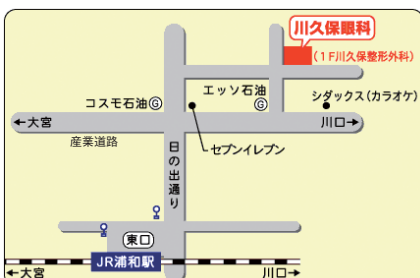 川久保眼科
(1F川久保整形外科)
エッソ石油
コスモ石油Ⓖ
Ⓖ
シダックス(カラオケ)
←大宮
川口→
産業道路
セブンイレブン
日の出通り
東口
JR浦和駅
←大宮
川口→